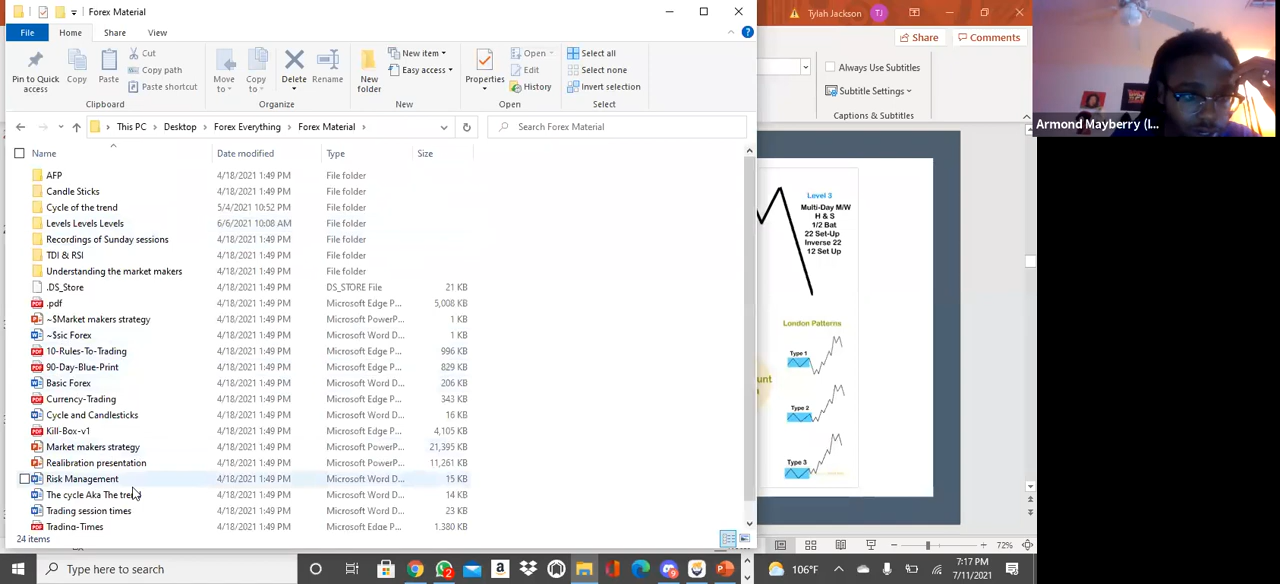 Forex Material
File
Home
Share
View
Pin to Quick access
Copy
Paste
Cut
Copy path
Paste shortcut
Clipboard
Move to
Copy to
Delete
Rename
Organize
New folder
New item
Easy access
New
Properties
Open
Edit
History
Open
Select all
Select none
Invert selection
Select
This PC > Desktop > Forex Everything > Forex Material >
Search Forex Material
Name Date modified Type Size
AFP 4/18/2021 1:49 PM File folder
Candle Sticks 4/18/2021 1:49 PM File folder
Cycle of the trend 5/4/2021 10:52 PM File folder
Levels Levels Levels 6/6/2021 10:08 AM File folder
Recordings of Sunday sessions 4/18/2021 1:49 PM File folder
TDI & RSI 4/18/2021 1:49 PM File folder
Understanding the market makers 4/18/2021 1:49 PM File folder
.DS_Store 4/18/2021 1:49 PM DS_STORE File 21 KB
.pdf 4/18/2021 1:49 PM Microsoft Edge P... 5,008 KB
~$Market makers strategy 4/18/2021 1:49 PM Microsoft PowerP... 1 KB
~$sic Forex 4/18/2021 1:49 PM Microsoft Word D... 1 KB
10-Rules-To-Trading 4/18/2021 1:49 PM Microsoft Edge P... 996 KB
90-Day-Blue-Print 4/18/2021 1:49 PM Microsoft Edge P... 829 KB
Basic Forex 4/18/2021 1:49 PM Microsoft Word D... 206 KB
Currency-Trading 4/18/2021 1:49 PM Microsoft Edge P... 343 KB
Cycle and Candlesticks 4/18/2021 1:49 PM Microsoft Word D... 16 KB
Kill-Box-v1 4/18/2021 1:49 PM Microsoft Edge P... 4,105 KB
Market makers strategy 4/18/2021 1:49 PM Microsoft PowerP... 21,395 KB
Realibration presentation 4/18/2021 1:49 PM Microsoft PowerP... 11,261 KB
Risk Management 4/18/2021 1:49 PM Microsoft Word D... 15 KB
The cycle Aka The trend 4/18/2021 1:49 PM Microsoft Word D... 14 KB
Trading session times 4/18/2021 1:49 PM Microsoft Word D... 23 KB
Trading-Times 4/18/2021 1:49 PM Microsoft Edge P... 1,380 KB
24 items
Tylah Jackson TJ
Share
Comments
Always Use Subtitles
Subtitle Settings
Captions & Subtitles
Level 3
Multi-Day M/W
H & S
1/2 Bat
22 Set-Up
Inverse 22
12 Set Up
London Patterns
Type 1
Type 2
Type 3
72%
Armond Mayberry (I...
Type here to search
106°F
7:17 PM
7/11/2021